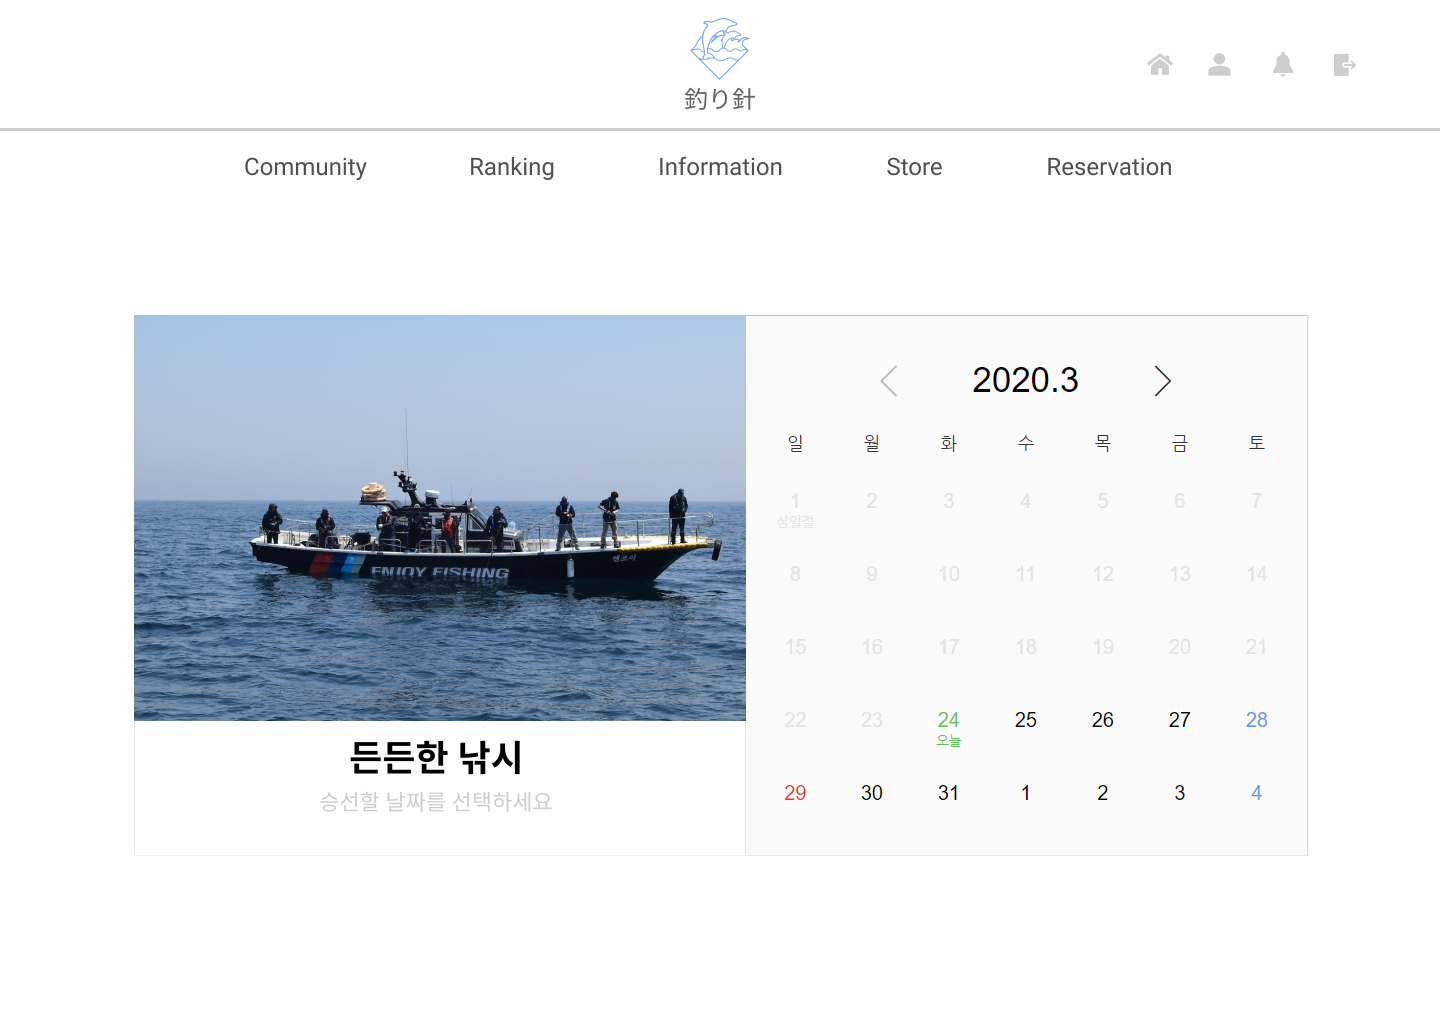 釣り針
Community Ranking Information Store Reservation
ENJOY FISHING
2020.3
일 월 화 수 목 금 토
1 2 3 4 5 6 7
삼일절
8 9 10 11 12 13 14
15 16 17 18 19 20 21
22 23 24 25 26 27 28
오늘
29 30 31 1 2 3 4
든든한 낚시
승선할 날짜를 선택하세요